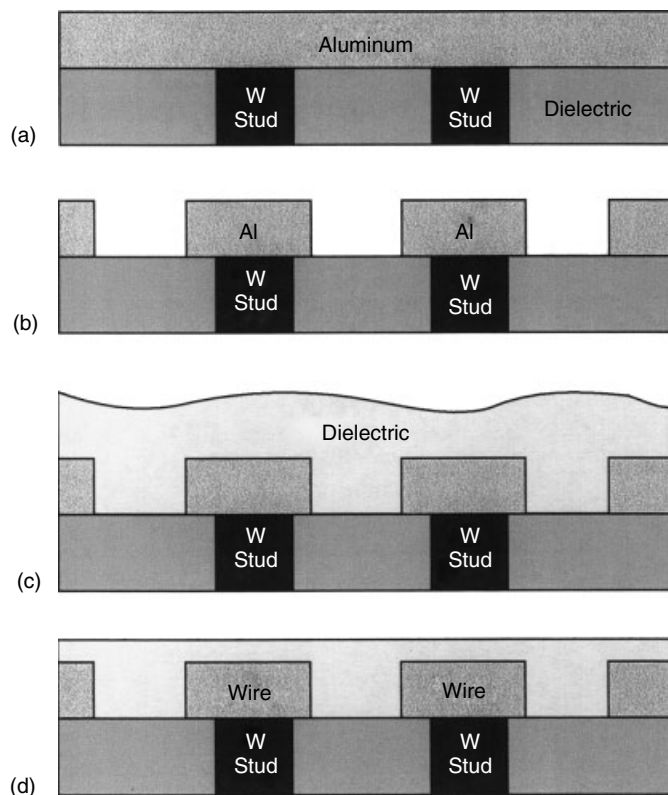 Aluminum
W
Stud
W
Stud
Dielectric
(a)
Al
Al
W
Stud
W
Stud
(b)
Dielectric
W
Stud
W
Stud
(c)
Wire
Wire
W
Stud
W
Stud
(d)